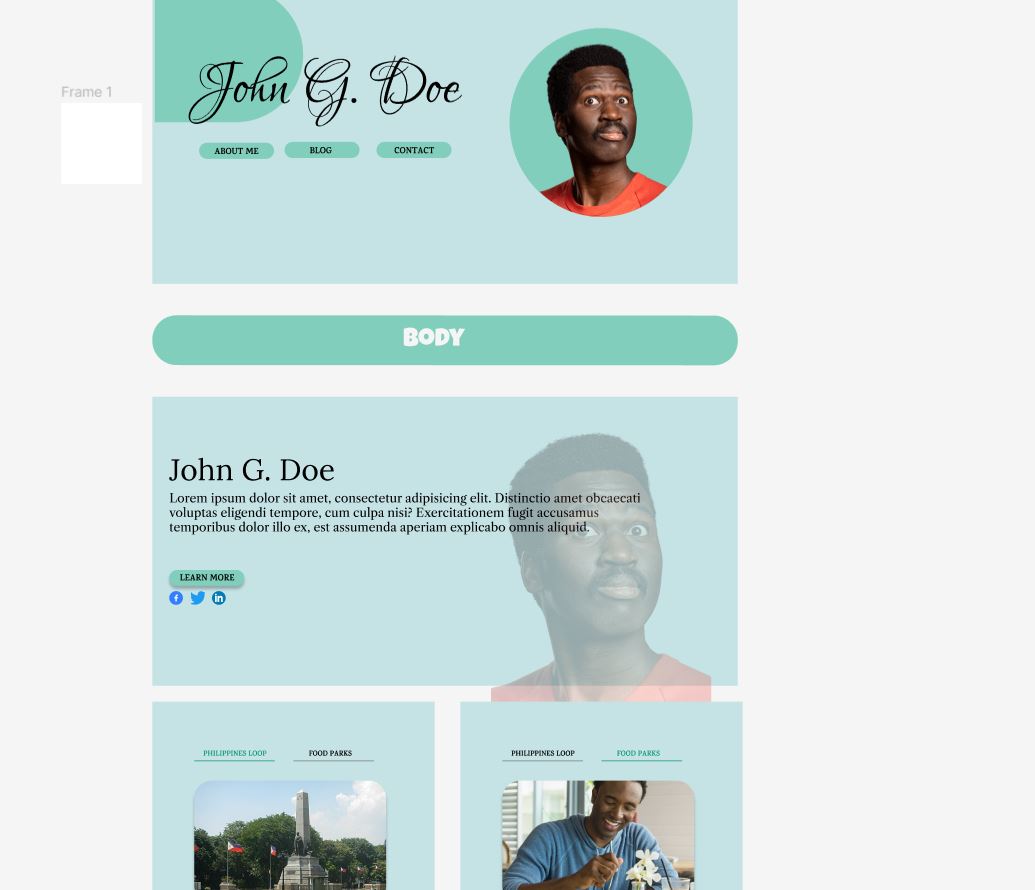 Frame 1
John G. Doe
ABOUT ME
BLOG
CONTACT
BODY
John G. Doe
Lorem ipsum dolor sit amet, consectetur adipisicing elit. Distinctio amet obcaecati
voluptas eligendi tempore, cum culpa nisi? Exercitationem fugit accusamus
temporibus dolor illo ex, est assumenda aperiam explicabo omnis aliquid.
LEARN MORE
PHILIPPINES LOOP
FOOD PARKS
PHILIPPINES LOOP
FOOD PARKS